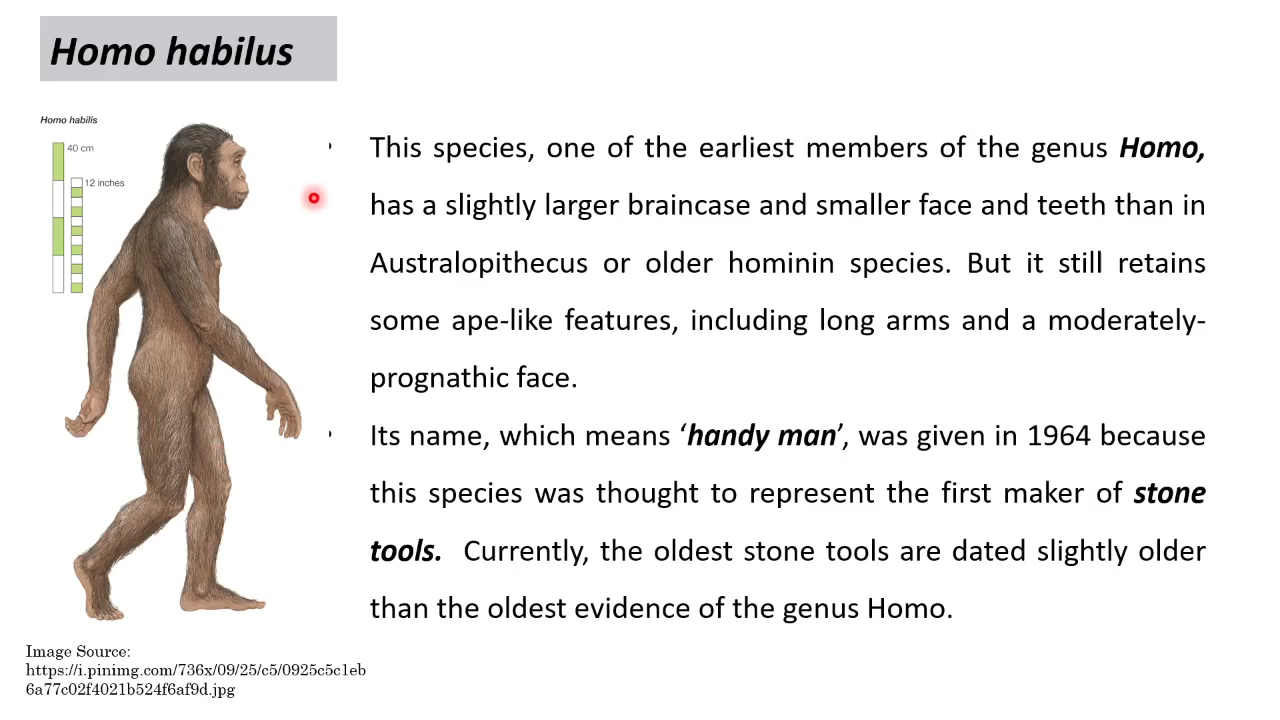 Homo habilus
Homo habilis
40 cm
12 inches
This species, one of the earliest members of the genus Homo,
has a slightly larger braincase and smaller face and teeth than in
Australopithecus or older hominin species. But it still retains
some ape-like features, including long arms and a moderately-
prognathic face.
Its name, which means ‘handy man’, was given in 1964 because
this species was thought to represent the first maker of stone
tools. Currently, the oldest stone tools are dated slightly older
than the oldest evidence of the genus Homo.
Image Source:
https://i.pinimg.com/736x/09/25/c5/0925c5c1eb
6a77c02f4021b524f6af9d.jpg